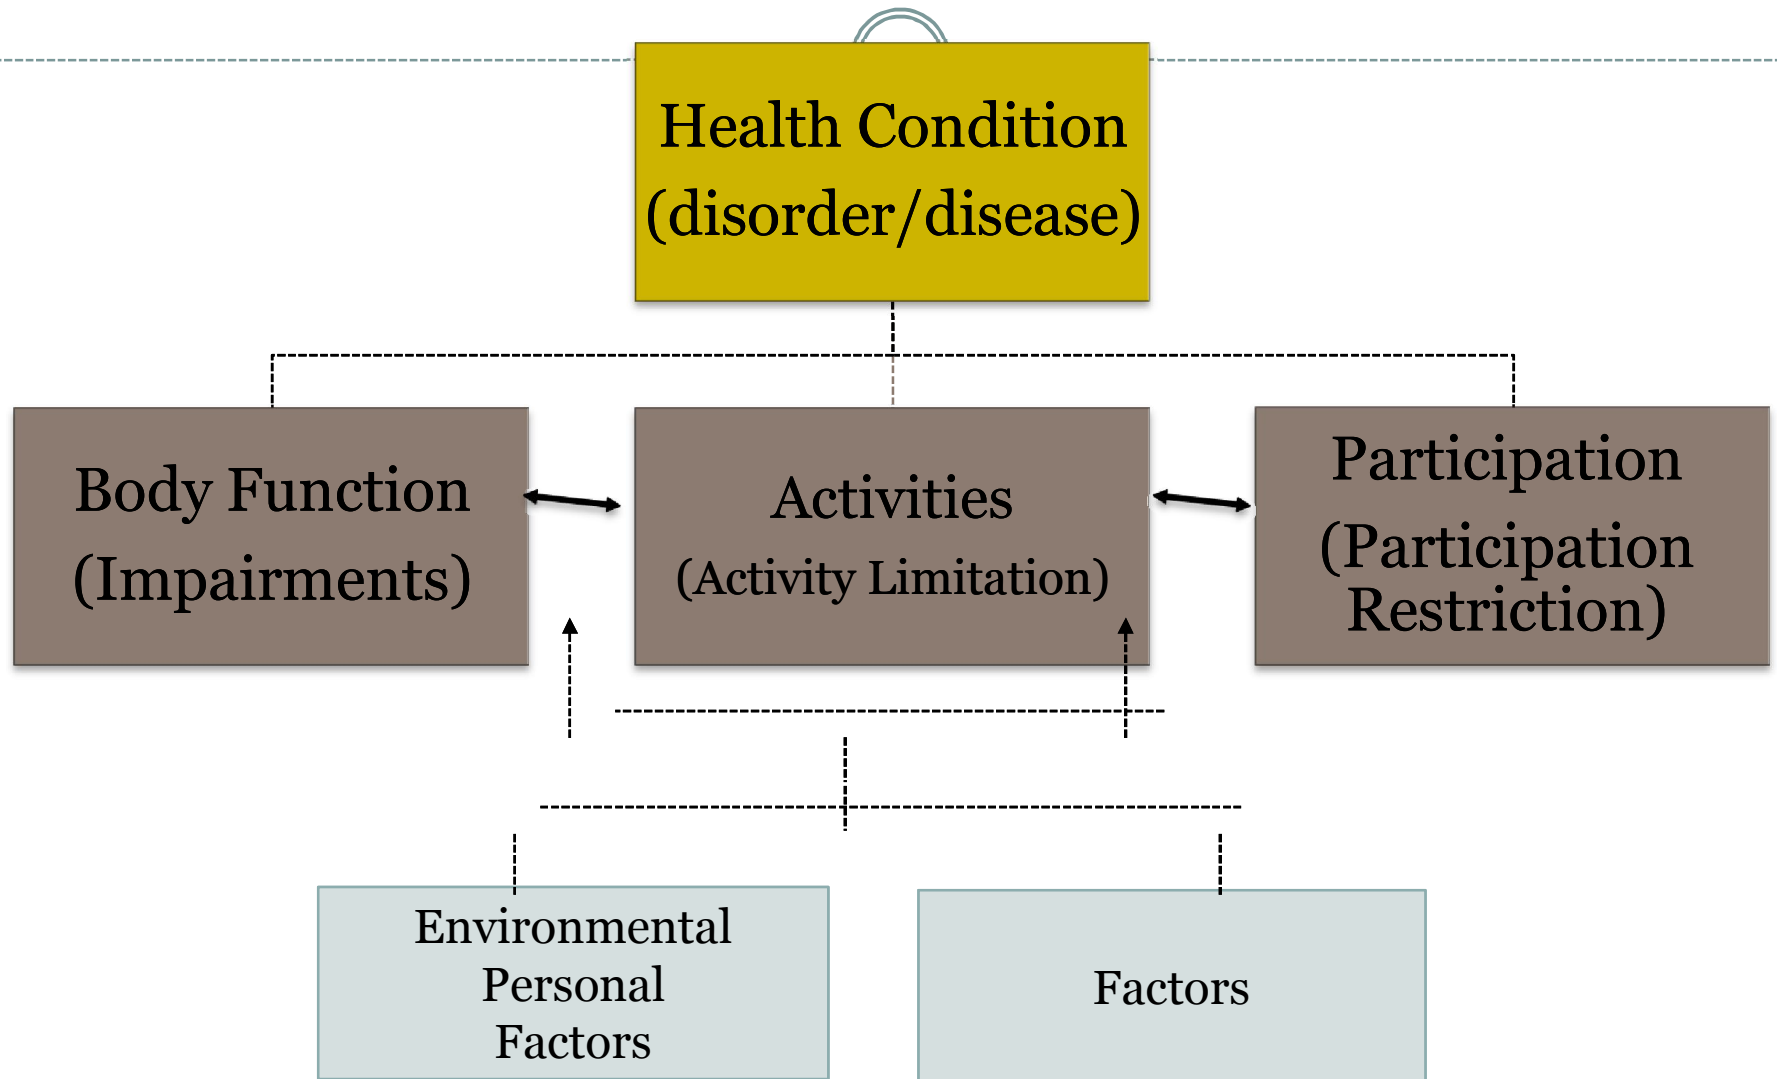 Health Condition
(disorder/disease)
Body Function
(Impairments)
Activities
(Activity Limitation)
Participation
(Participation
Restriction)
Environmental
Personal
Factors
Factors